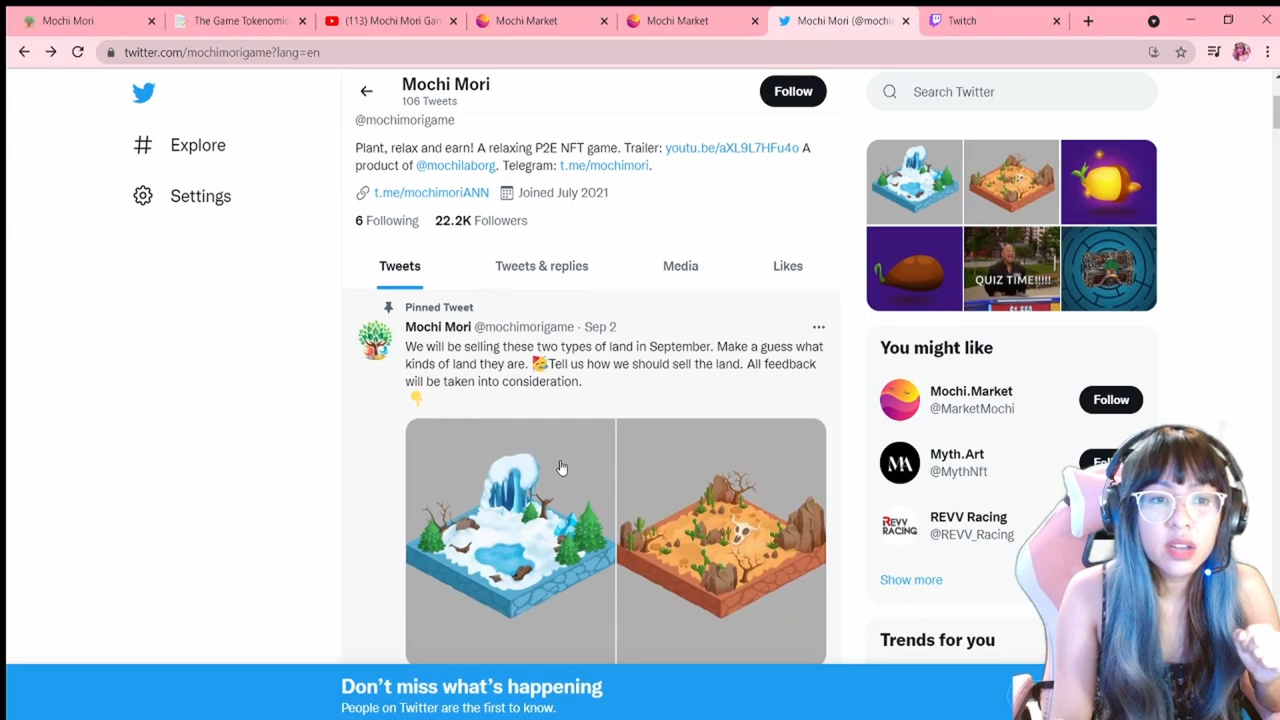 Mochi Mori
The Game Tokenomic
(113) Mochi Mori Gan
Mochi Market
Mochi Market
Mochi Mori (@mochi
Twitch
twitter.com/mochimorigame?lang=en
Explore
Settings
Mochi Mori
106 Tweets
Follow
@mochimorigame
Plant, relax and earn! A relaxing P2E NFT game. Trailer: youtu.be/aXL9L7HFu4o A
product of @mochilaborg. Telegram: t.me/mochimori.
t.me/mochimoriANN Joined July 2021
6 Following 22.2K Followers
Tweets Tweets & replies Media Likes
Pinned Tweet
Mochi Mori @mochimorigame · Sep 2
We will be selling these two types of land in September. Make a guess what
kinds of land they are. 🥳Tell us how we should sell the land. All feedback
will be taken into consideration.
👇
Search Twitter
QUIZ TIME!!!!!
You might like
Mochi.Market
@MarketMochi
Follow
MA
Myth.Art
@MythNft
REVV
RACING
REVV Racing
@REVV_Racing
Show more
Trends for you
Don't miss what's happening
People on Twitter are the first to know.